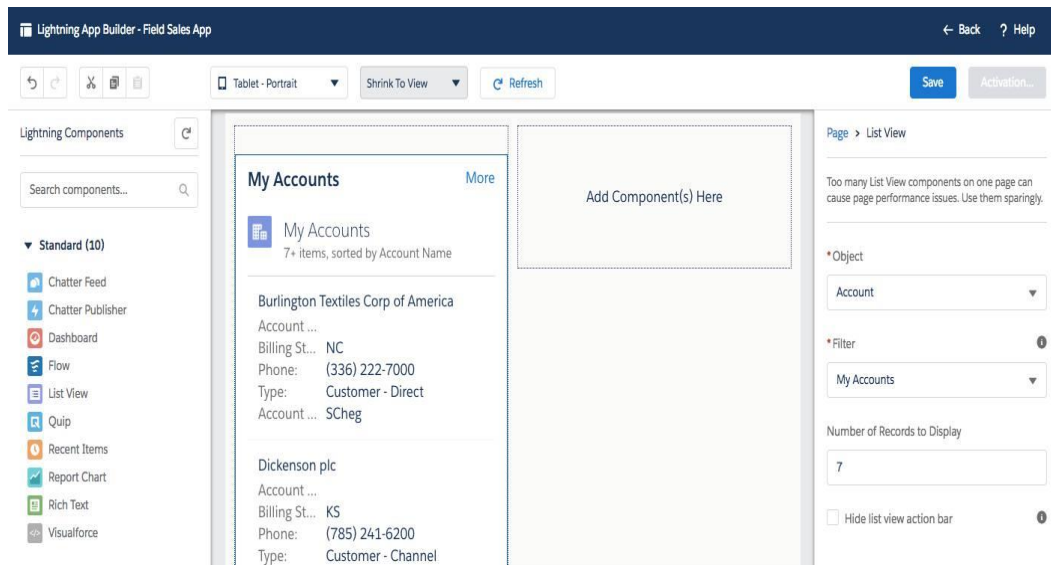 Lightning App Builder - Field Sales App
← Back
? Help
Tablet - Portrait
Shrink To View
Refresh
Save
Activation...
Lightning Components
Search components...
Standard (10)
Chatter Feed
Chatter Publisher
Dashboard
Flow
List View
Quip
Recent Items
Report Chart
Rich Text
Visualforce
My Accounts
More
My Accounts
7+ items, sorted by Account Name
Burlington Textiles Corp of America
Account ...
Billing St... NC
Phone: (336) 222-7000
Type: Customer - Direct
Account ... SCheg
Dickenson plc
Account ...
Billing St... KS
Phone: (785) 241-6200
Type: Customer - Channel
Add Component(s) Here
Page > List View
Too many List View components on one page can
cause page performance issues. Use them sparingly.
*Object
Account
*Filter
My Accounts
Number of Records to Display
7
Hide list view action bar